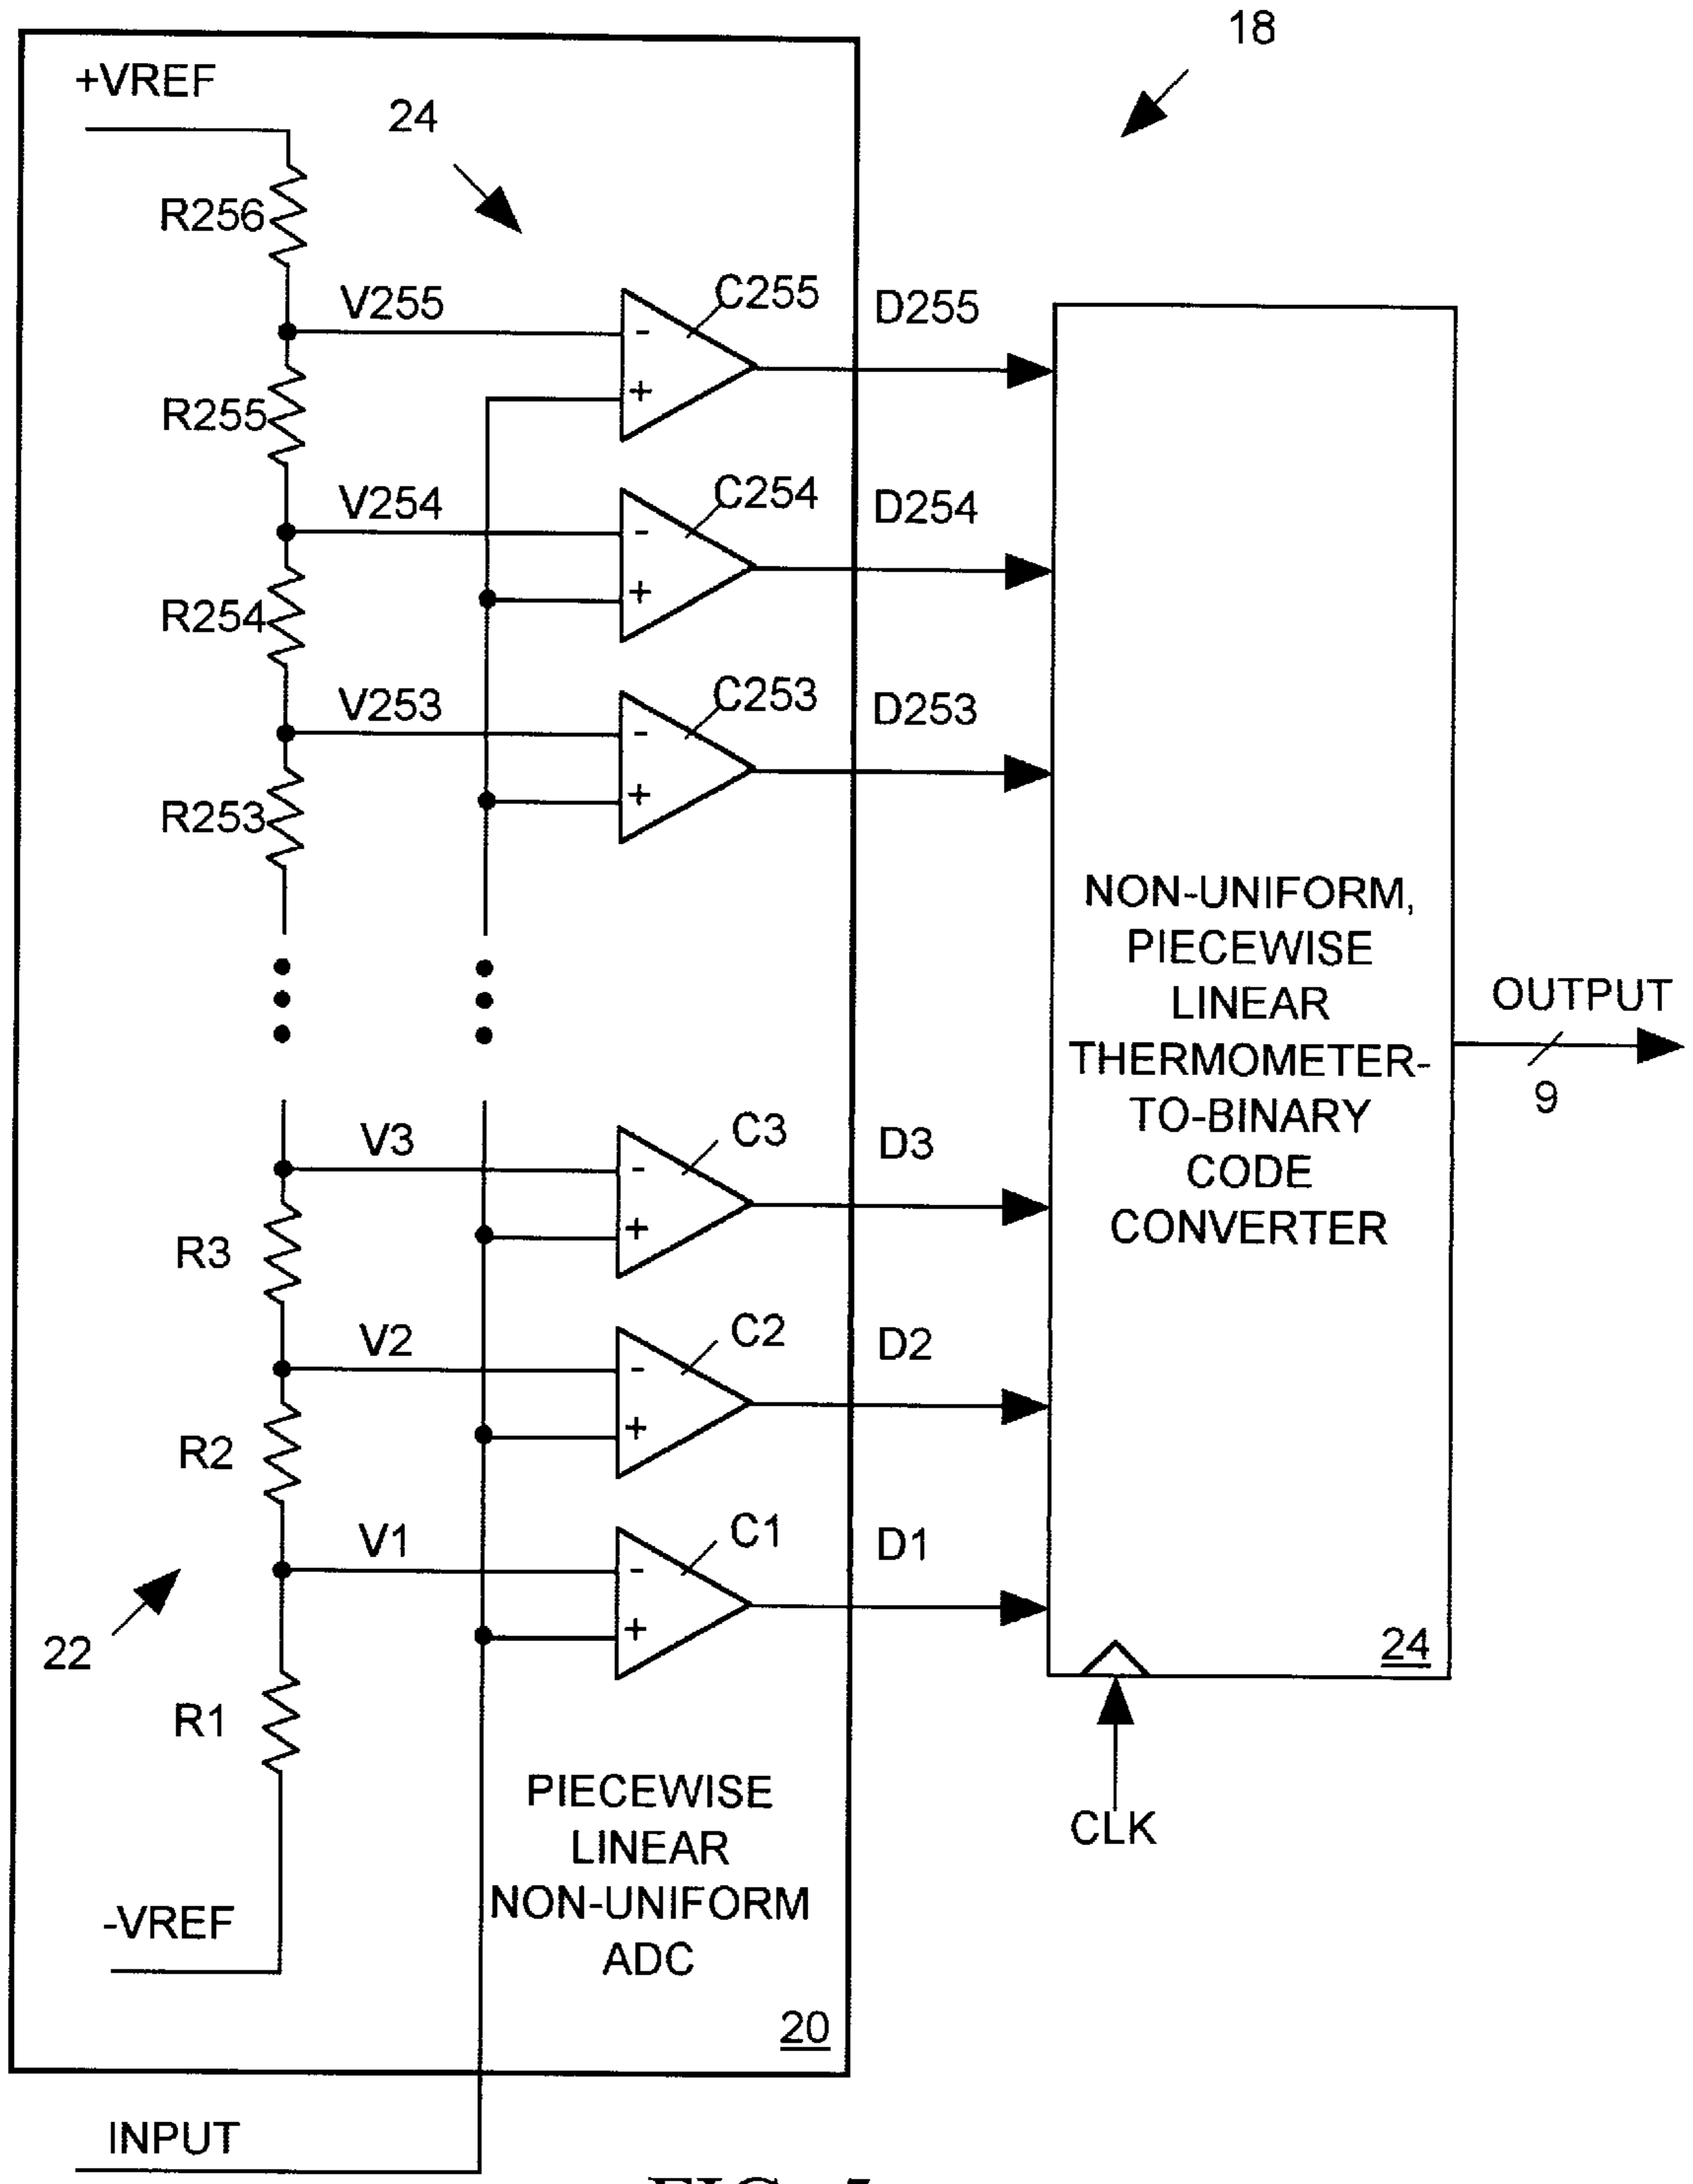 18
+VREF
24
R256
V255
-
+
C255
D255
R255
V254
-
+
C254
D254
R254
V253
-
+
C253
D253
R253
NON-UNIFORM,
PIECEWISE
LINEAR
THERMOMETER-
TO-BINARY
CODE
CONVERTER
OUTPUT
9
V3
-
+
C3
D3
R3
V2
-
+
C2
D2
R2
V1
-
+
C1
D1
22
24
R1
CLK
PIECEWISE
LINEAR
NON-UNIFORM
ADC
-VREF
20
INPUT